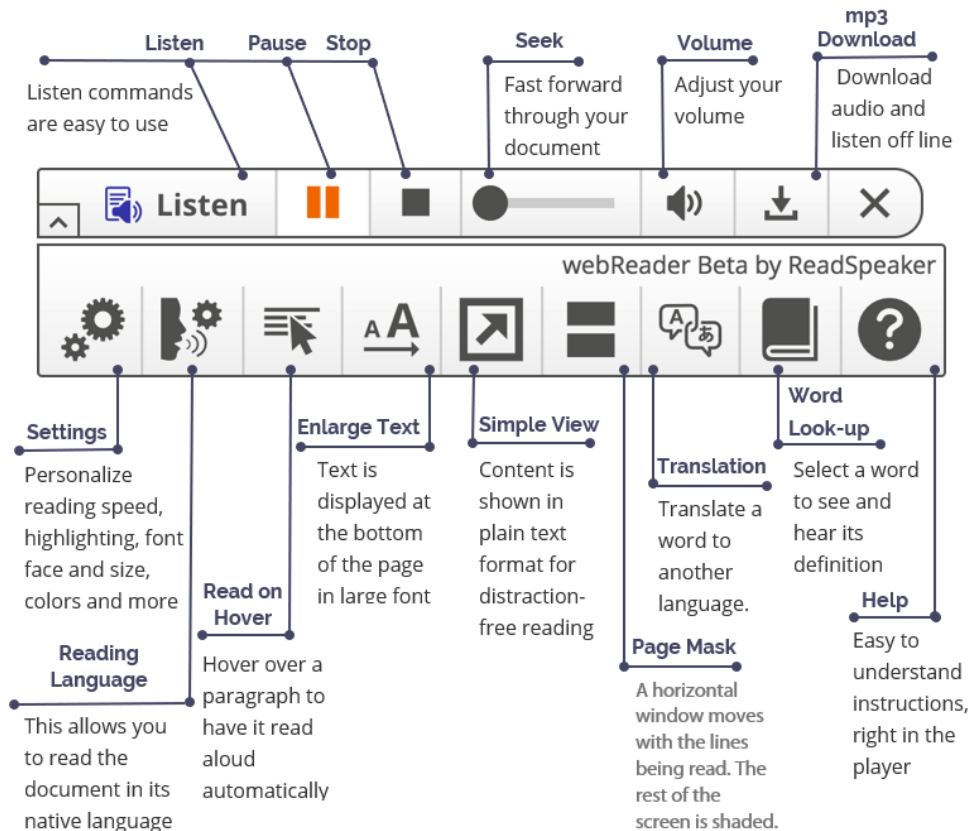 Listen
Pause
Stop
Listen commands
are easy to use
Seek
Fast forward
through your
document
Volume
Adjust your
volume
mp3
Download
Download
audio and
listen off line
Listen
webReader Beta by ReadSpeaker
A A
A あ
?
Settings
Personalize
reading speed,
highlighting, font
face and size,
colors and more
Reading
Language
This allows you
to read the
document in its
native language
Read on
Hover
Hover over a
paragraph to
have it read
aloud
automatically
Enlarge Text
Text is
displayed at
the bottom
of the page
in large font
Simple View
Content is
shown in
plain text
format for
distraction-
free reading
Page Mask
A horizontal
window moves
with the lines
being read. The
rest of the
screen is shaded.
Translation
Translate a
word to
another
language.
Word
Look-up
Select a word
to see and
hear its
definition
Help
Easy to
understand
instructions,
right in the
player